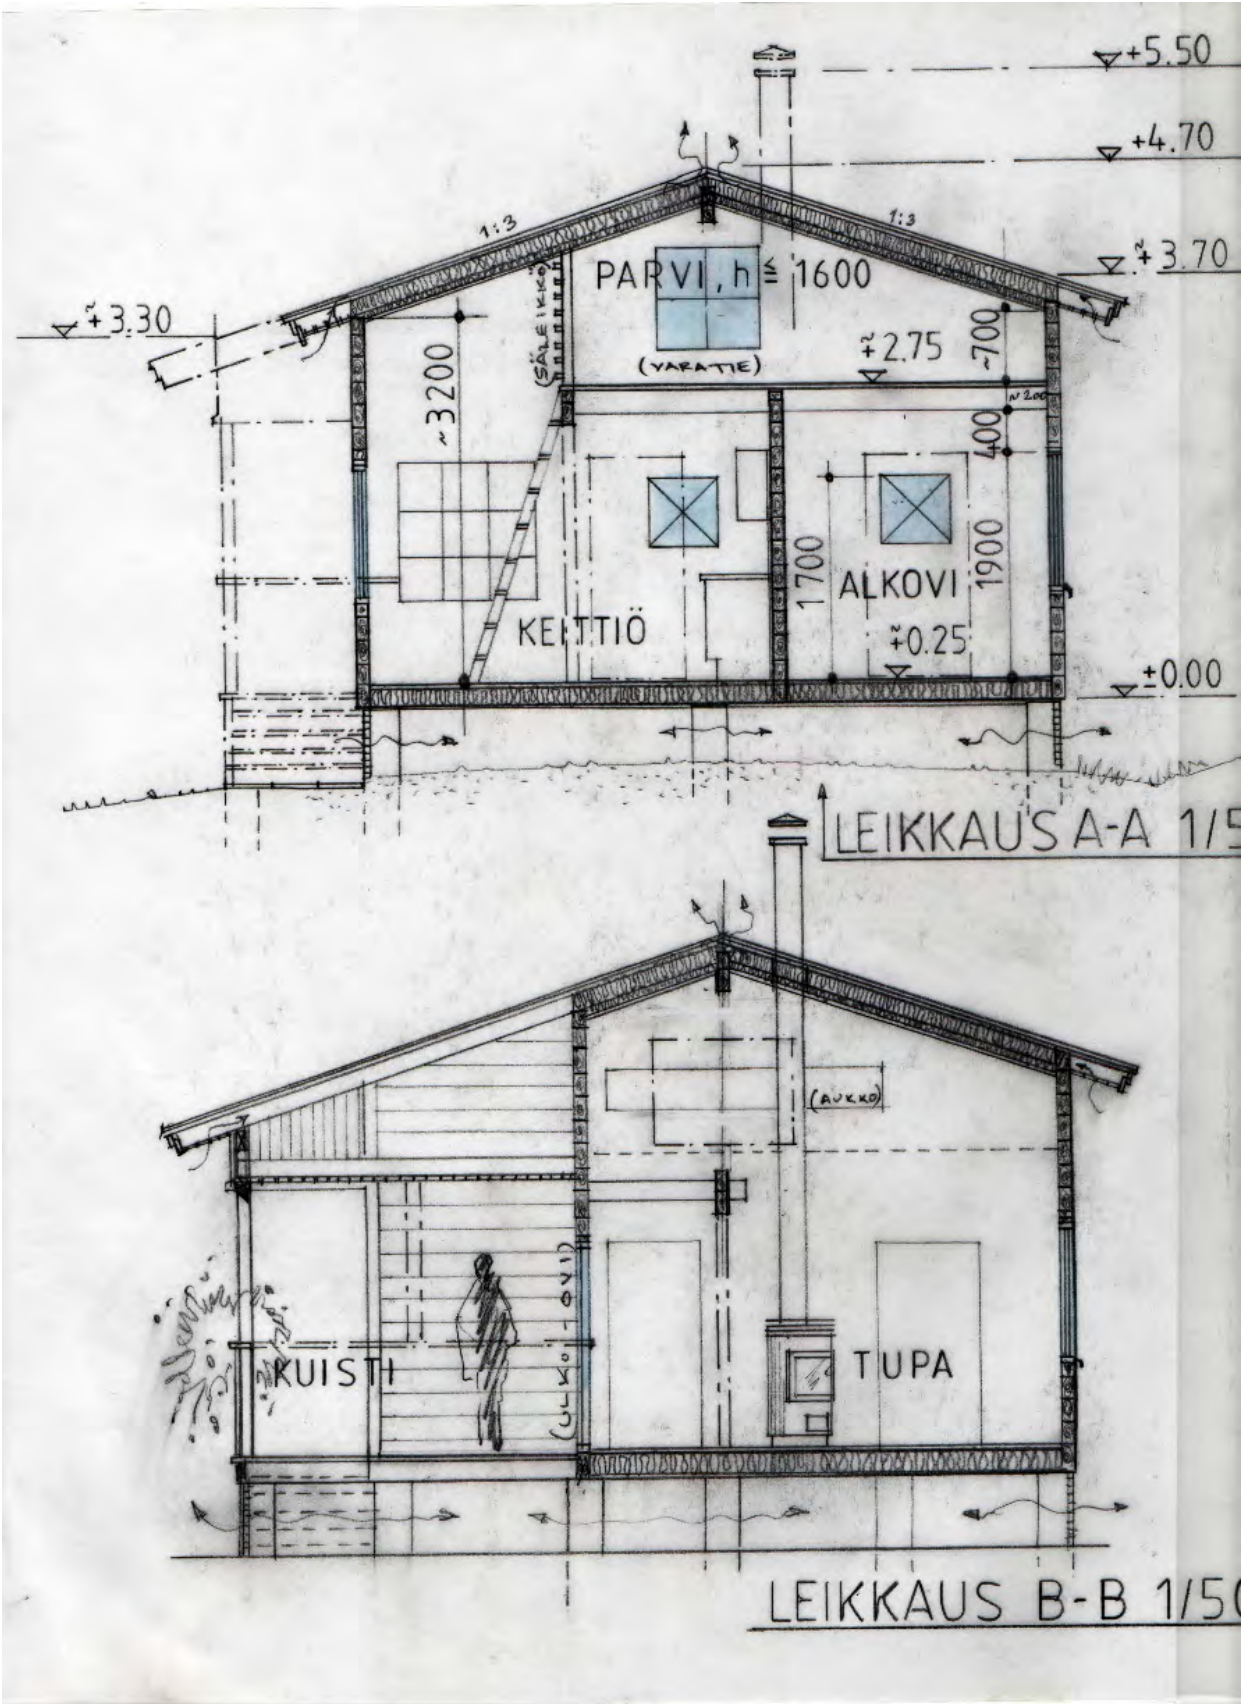 +5.50
+4.70
1:3
1:3
±~3.70
PARVI, h ≦ 1600
(SÄLEIKKÖ)
~+3.30
(VARATIE)
~+2.75
~700
~3200
~200
400
1700
1900
ALKOVI
KEITTIÖ
~+0.25
±0.00
LEIKKAUS A-A 1/5
(AUKKO)
(ULKO-OVI)
KUISTI
TUPA
LEIKKAUS B-B 1/50